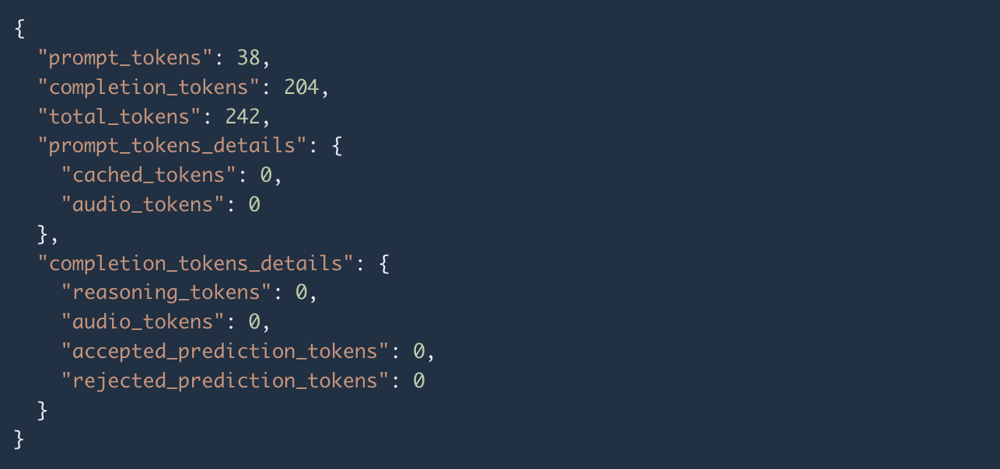 {
  "prompt_tokens": 38,
  "completion_tokens": 204,
  "total_tokens": 242,
  "prompt_tokens_details": {
    "cached_tokens": 0,
    "audio_tokens": 0
  },
  "completion_tokens_details": {
    "reasoning_tokens": 0,
    "audio_tokens": 0,
    "accepted_prediction_tokens": 0,
    "rejected_prediction_tokens": 0
  }
}